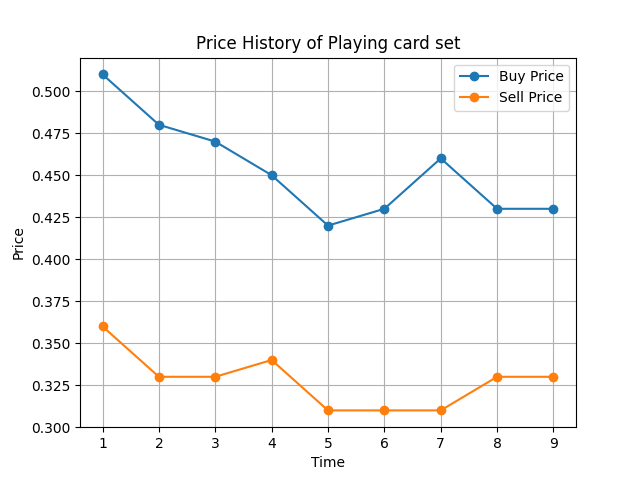 Price History of Playing card set
Buy Price
Sell Price
Price
0.500
0.475
0.450
0.425
0.400
0.375
0.350
0.325
0.300
1 2 3 4 5 6 7 8 9
Time